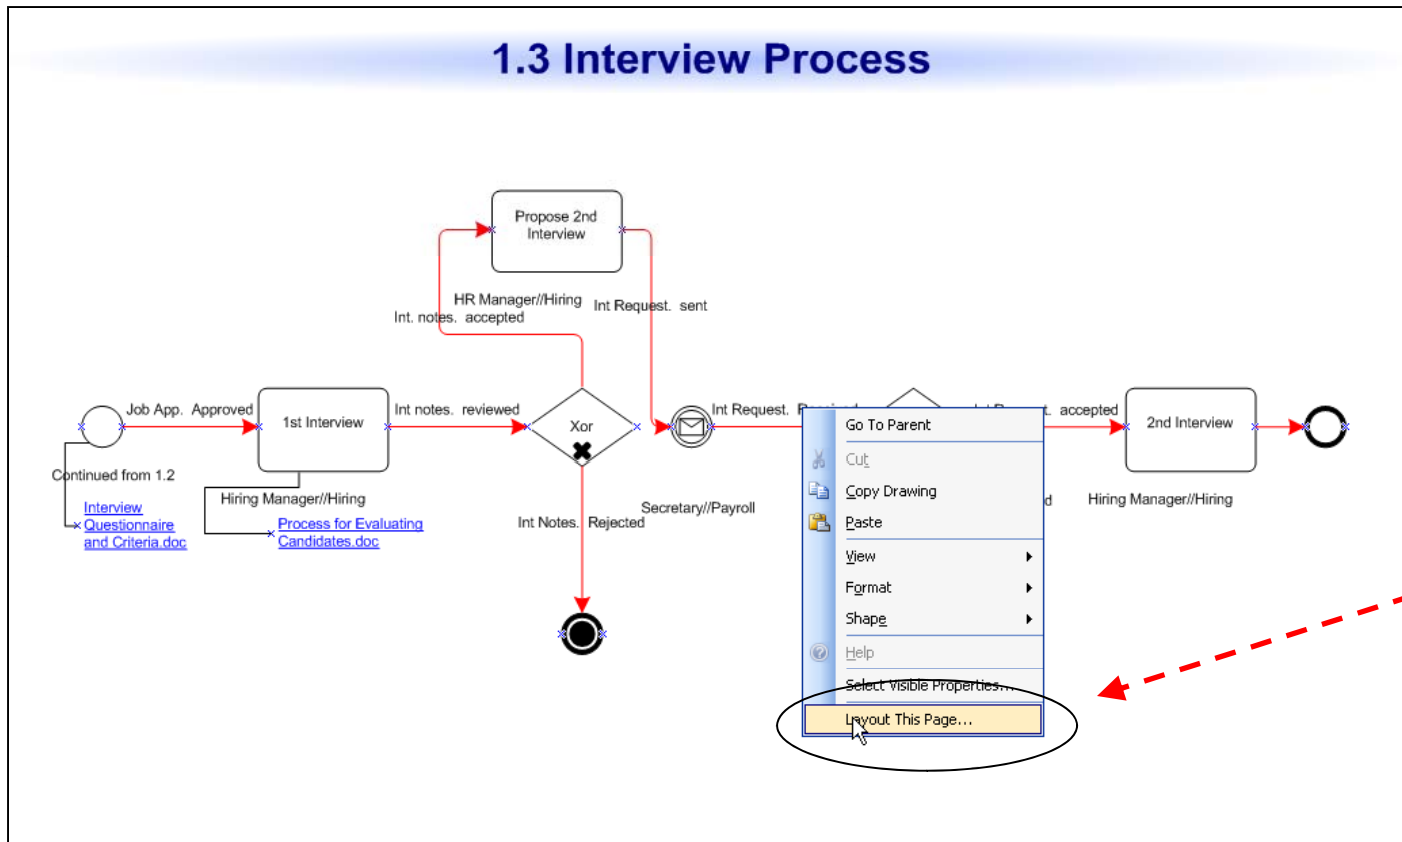 1.3 Interview Process
Propose 2nd
Interview
HR Manager//Hiring
Int Request. sent
Int. notes. accepted
Job App. Approved
1st Interview
Int notes. reviewed
Xor
Int Request.
accepted
2nd Interview
Continued from 1.2
Hiring Manager//Hiring
Interview
Questionnaire
and Criteria.doc
Process for Evaluating
Candidates.doc
Int Notes. Rejected
Secretary//Payroll
Hiring Manager//Hiring
Go To Parent
Cut
Copy Drawing
Paste
View
Format
Shape
Help
Select Visible Properties...
Layout This Page...